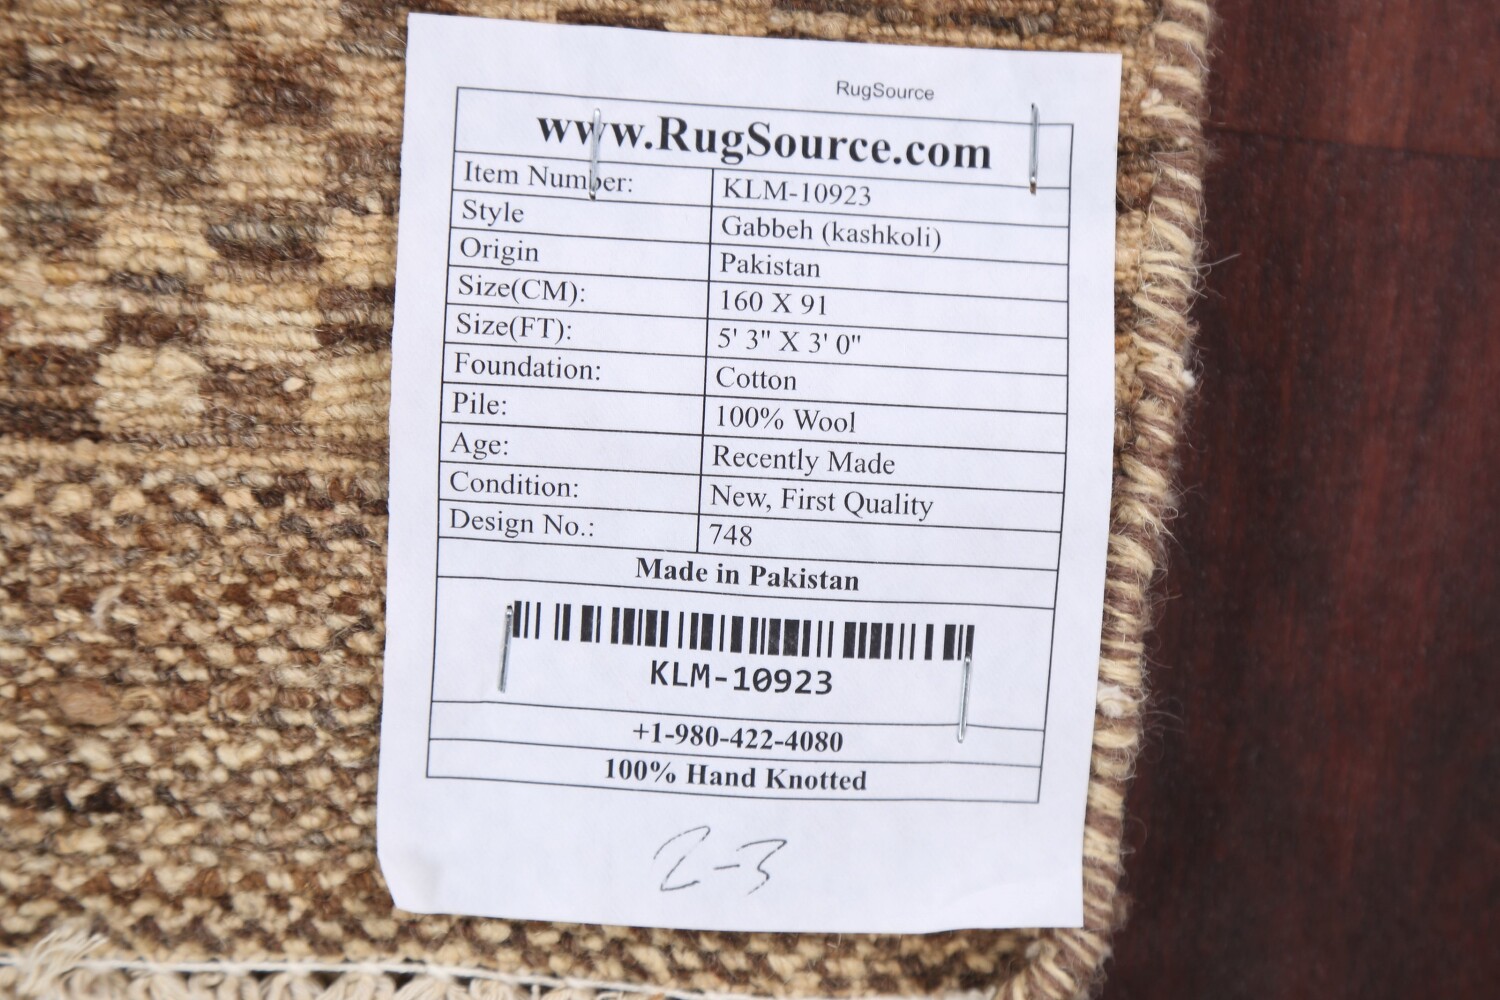 RugSource
www.RugSource.com
Item Number: KLM-10923
Style Gabbeh (kashkoli)
Origin Pakistan
Size(CM): 160 X 91
Size(FT): 5' 3" X 3' 0"
Foundation: Cotton
Pile: 100% Wool
Age: Recently Made
Condition: New, First Quality
Design No.: 748
Made in Pakistan
KLM-10923
+1-980-422-4080
100% Hand Knotted
2-3